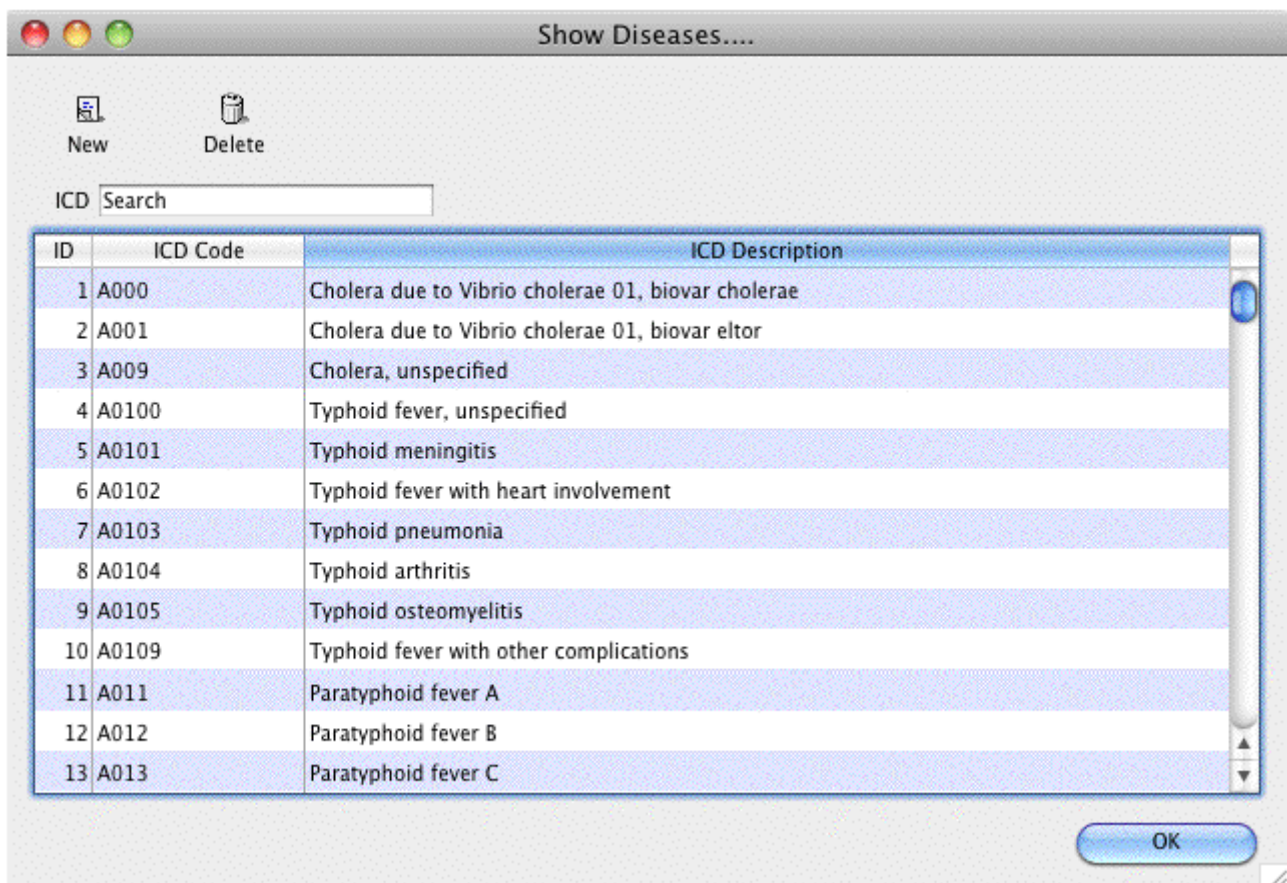 Show Diseases....
New Delete
ICD Search
ID ICD Code ICD Description
1 A000 Cholera due to Vibrio cholerae 01, biovar cholerae
2 A001 Cholera due to Vibrio cholerae 01, biovar eltor
3 A009 Cholera, unspecified
4 A0100 Typhoid fever, unspecified
5 A0101 Typhoid meningitis
6 A0102 Typhoid fever with heart involvement
7 A0103 Typhoid pneumonia
8 A0104 Typhoid arthritis
9 A0105 Typhoid osteomyelitis
10 A0109 Typhoid fever with other complications
11 A011 Paratyphoid fever A
12 A012 Paratyphoid fever B
13 A013 Paratyphoid fever C
OK